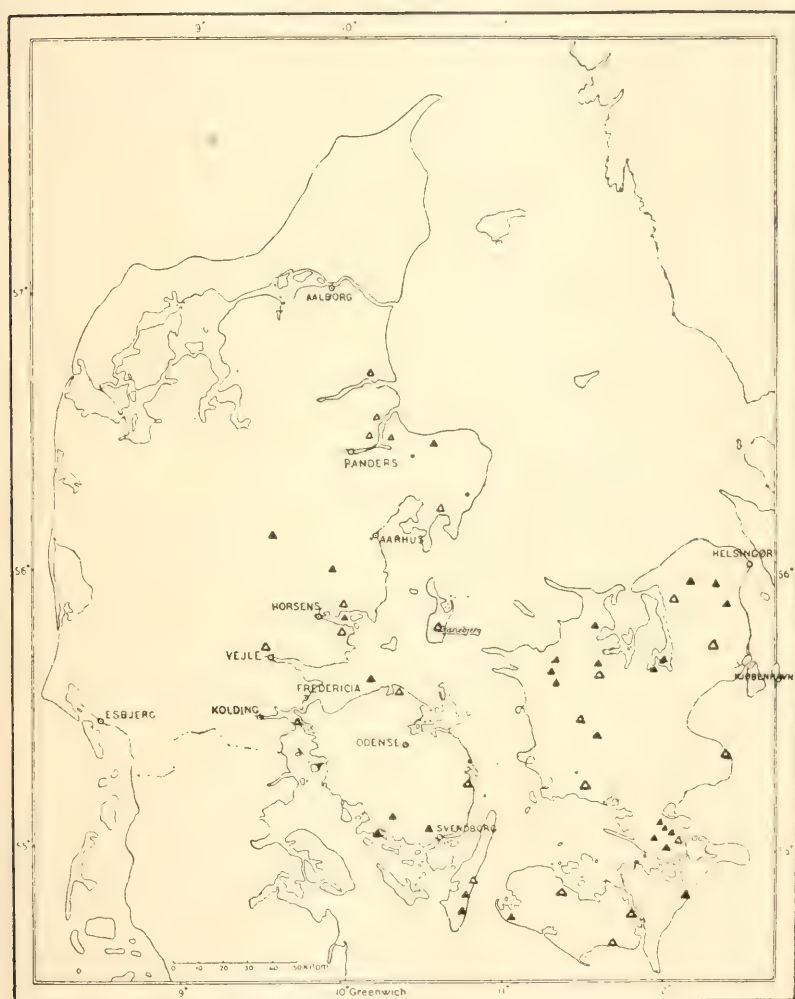 9°
10°
57°
AALBORG
RANDERS
AARHUS
HELSINGØR
56°
56°
HORSENS
VEJLE
KJØBENHAVN
FREDERICIA
KOLDING
ESBJERG
ODENSE
SVENDBORG
0 10 20 30 40 50 Kilom
9°
10° Greenwich
11°